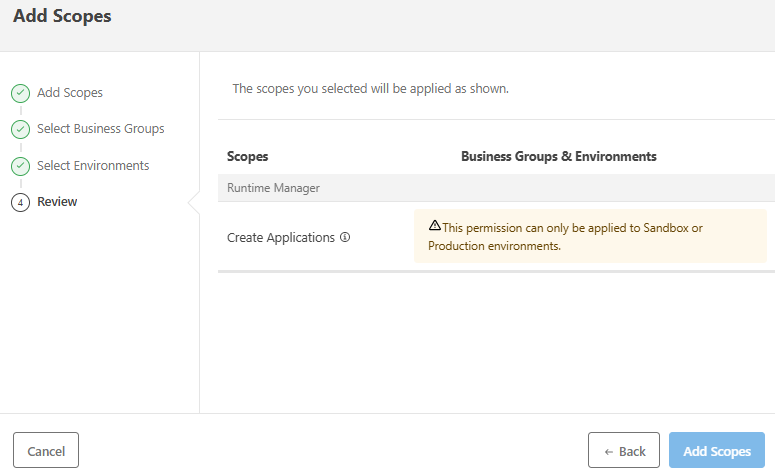 Add Scopes
Add Scopes
Select Business Groups
Select Environments
4 Review
The scopes you selected will be applied as shown.
Scopes Business Groups & Environments
Runtime Manager
Create Applications
This permission can only be applied to Sandbox or
Production environments.
Cancel ← Back Add Scopes